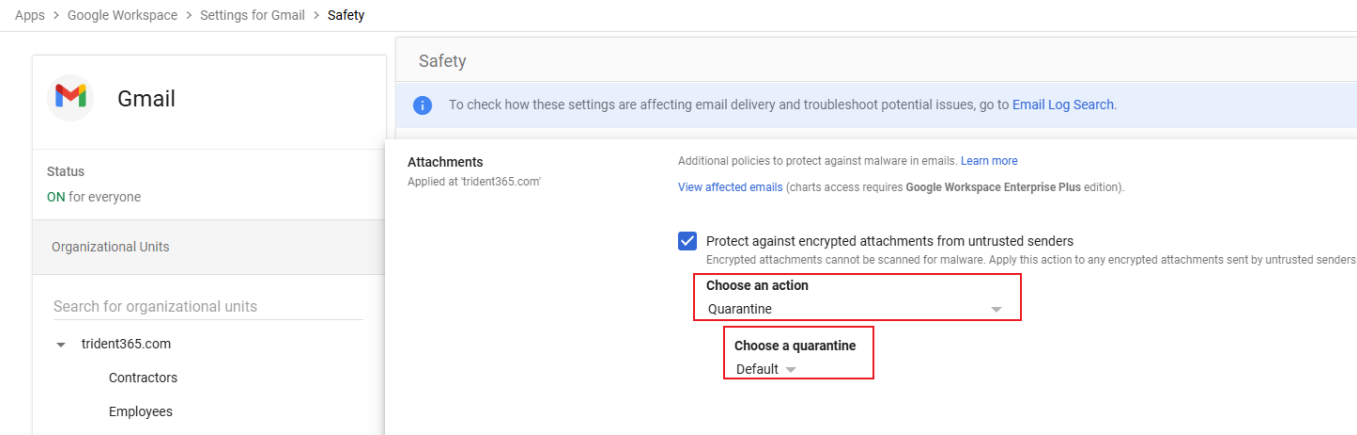 Apps > Google Workspace > Settings for Gmail > Safety
Gmail
Status
ON for everyone
Organizational Units
Search for organizational units
trident365.com
Contractors
Employees
Safety
To check how these settings are affecting email delivery and troubleshoot potential issues, go to Email Log Search.
Attachments
Applied at 'trident365.com'
Additional policies to protect against malware in emails. Learn more
View affected emails (charts access requires Google Workspace Enterprise Plus edition).
Protect against encrypted attachments from untrusted senders
Encrypted attachments cannot be scanned for malware. Apply this action to any encrypted attachments sent by untrusted senders
Choose an action
Quarantine
Choose a quarantine
Default